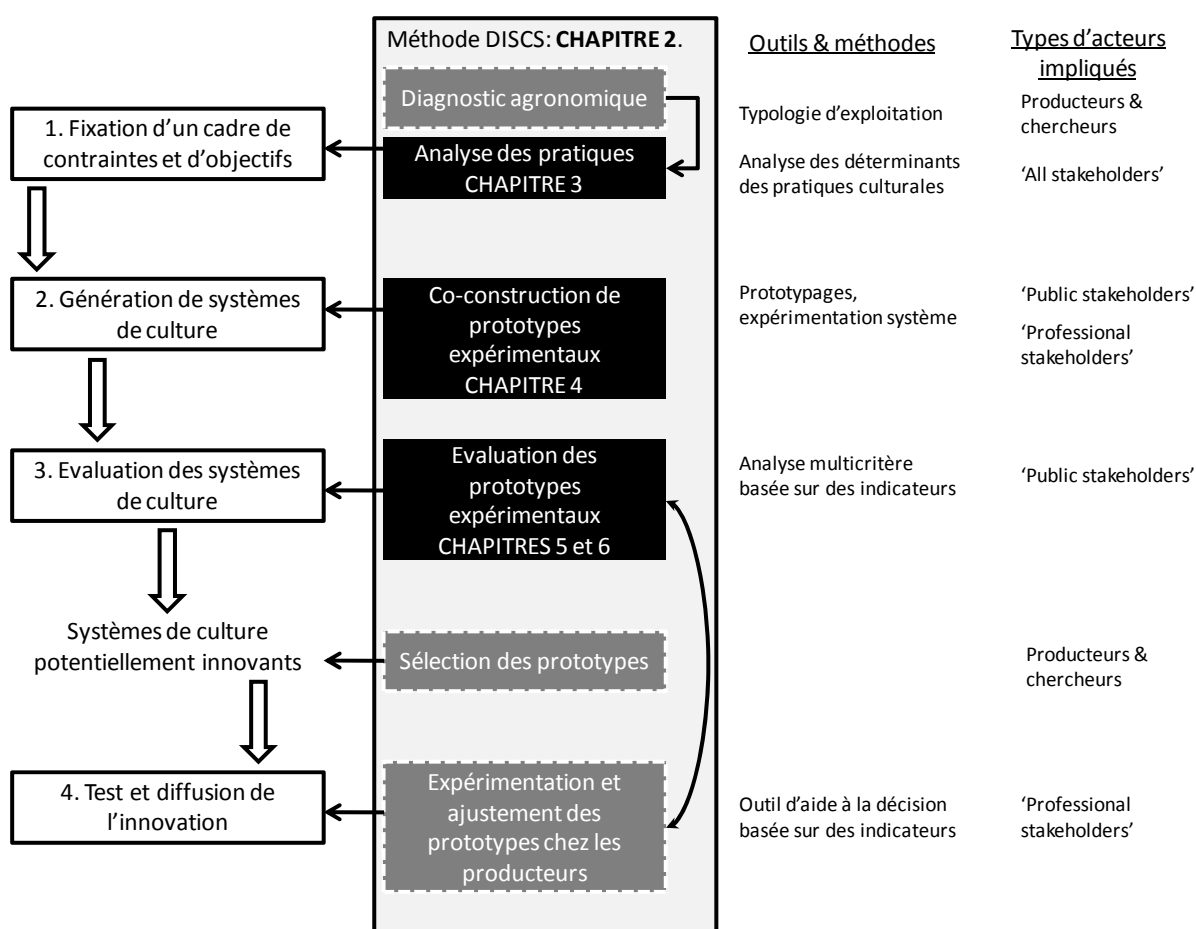 Méthode DISCS: CHAPITRE 2.
Outils & méthodes
Types d'acteurs
impliqués
Diagnostic agronomique
Typologie d'exploitation
Producteurs &
chercheurs
1. Fixation d'un cadre de
contraintes et d'objectifs
Analyse des pratiques
CHAPITRE 3
Analyse des déterminants
des pratiques culturales
‘All stakeholders’
2. Génération de systèmes
de culture
Co-construction de
prototypes
expérimentaux
CHAPITRE 4
Prototypages,
expérimentation système
‘Public stakeholders’
‘Professional
stakeholders’
3. Evaluation des systèmes
de culture
Evaluation des
prototypes
expérimentaux
CHAPITRES 5 et 6
Analyse multicritère
basée sur des indicateurs
‘Public stakeholders’
Systèmes de culture
potentiellement innovants
Sélection des prototypes
Producteurs &
chercheurs
4. Test et diffusion de
l'innovation
Expérimentation et
ajustement des
prototypes chez les
producteurs
Outil d'aide à la décision
basée sur des indicateurs
‘Professional
stakeholders’